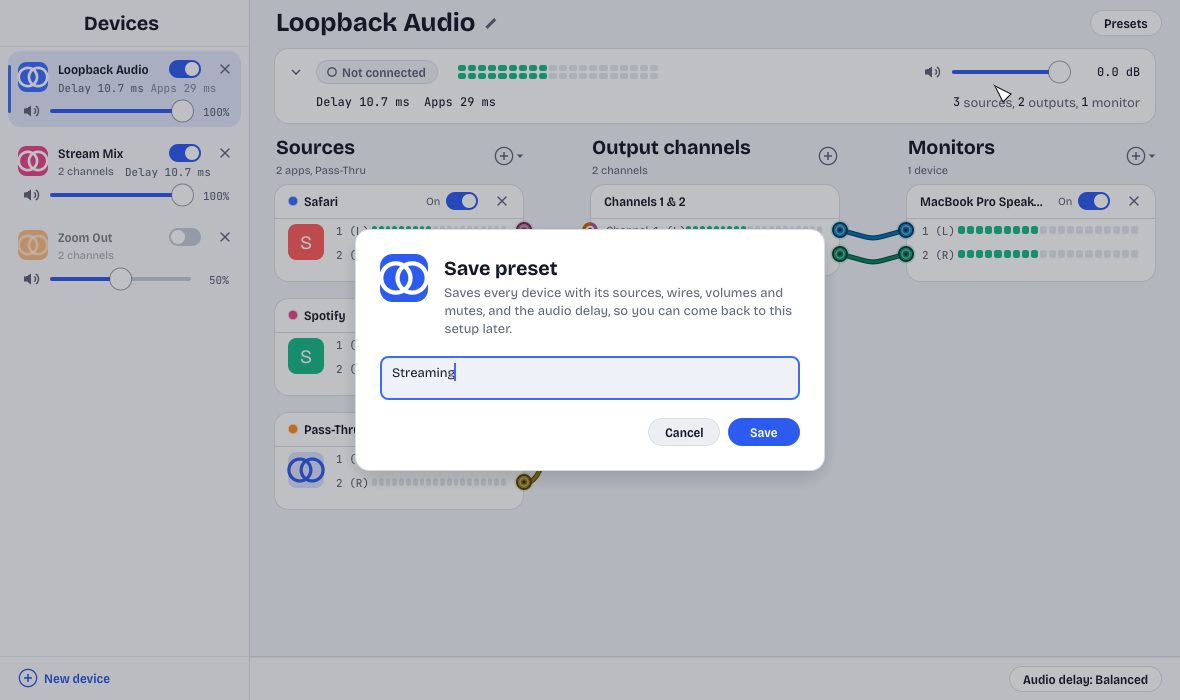 Devices
Loopback Audio
Delay 10.7 ms Apps 29 ms
100%
Stream Mix
2 channels Delay 10.7 ms
100%
Zoom Out
2 channels
50%
New device
Loopback Audio
Presets
Not connected
0.0 dB
Delay 10.7 ms Apps 29 ms
3 sources, 2 outputs, 1 monitor
Sources
2 apps, Pass-Thru
Output channels
2 channels
Monitors
1 device
Safari
On
S
1 (L)
2 (
Channels 1 & 2
Channel 1 (L)
MacBook Pro Speak...
On
1 (L)
2 (R)
Spotify
S
1 (
2 (
Pass-Thru
1 (
2 (R)
Save preset
Saves every device with its sources, wires, volumes and
mutes, and the audio delay, so you can come back to this
setup later.
Streaming
Cancel
Save
Audio delay: Balanced